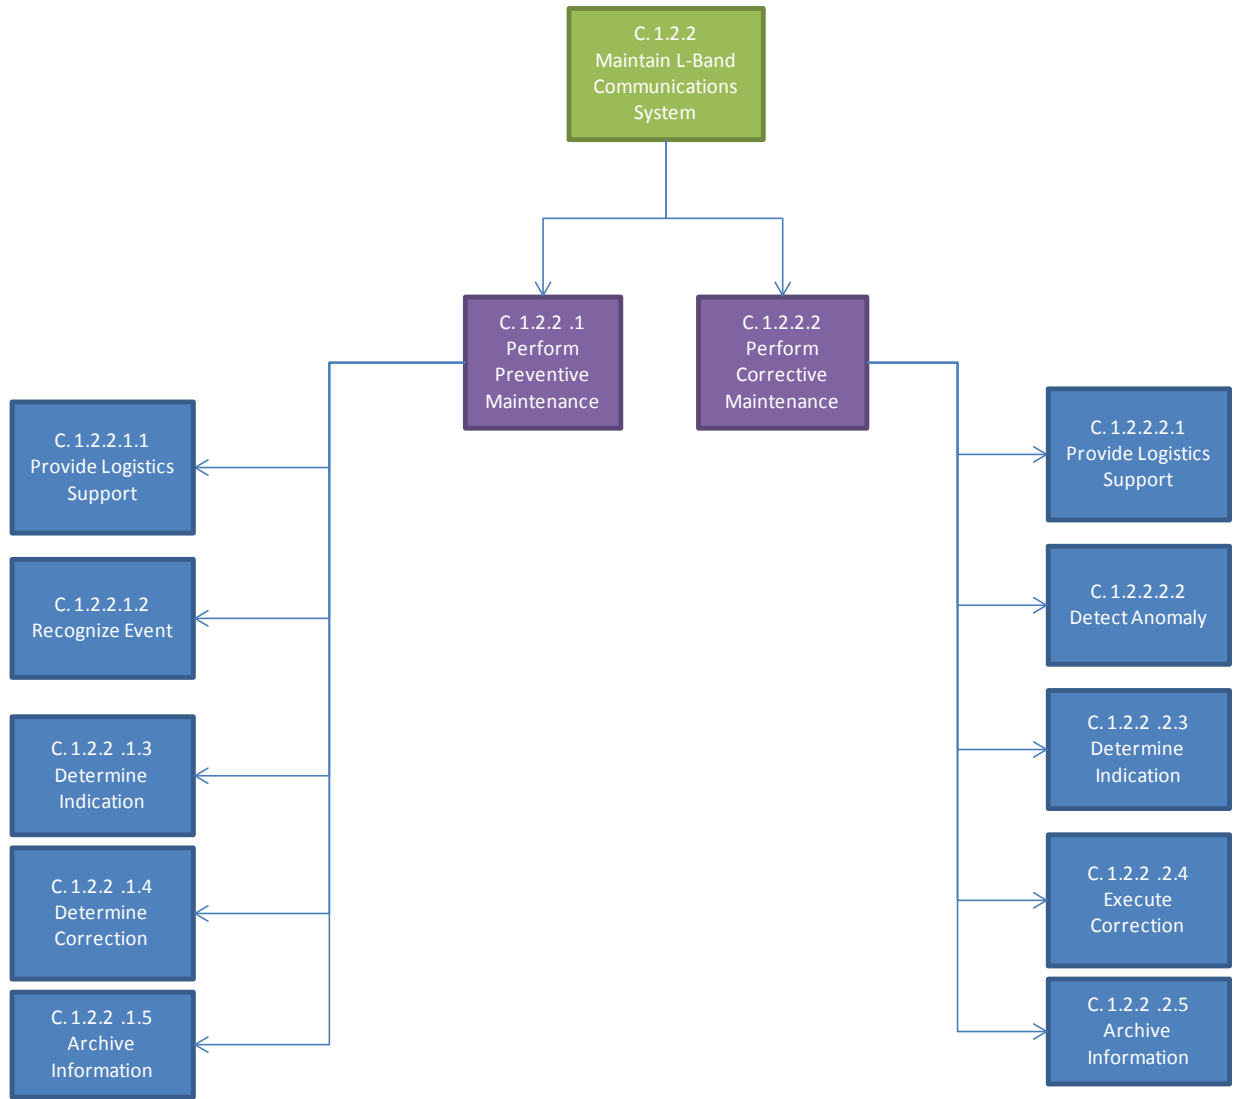 C. 1.2.2
Maintain L-Band
Communications
System
C. 1.2.2 .1
Perform
Preventive
Maintenance
C. 1.2.2.2
Perform
Corrective
Maintenance
C. 1.2.2.1.1
Provide Logistics
Support
C. 1.2.2.1.2
Recognize Event
C. 1.2.2 .1.3
Determine
Indication
C. 1.2.2 .1.4
Determine
Correction
C. 1.2.2 .1.5
Archive
Information
C. 1.2.2.2.1
Provide Logistics
Support
C. 1.2.2.2.2
Detect Anomaly
C. 1.2.2 .2.3
Determine
Indication
C. 1.2.2 .2.4
Execute
Correction
C. 1.2.2 .2.5
Archive
Information